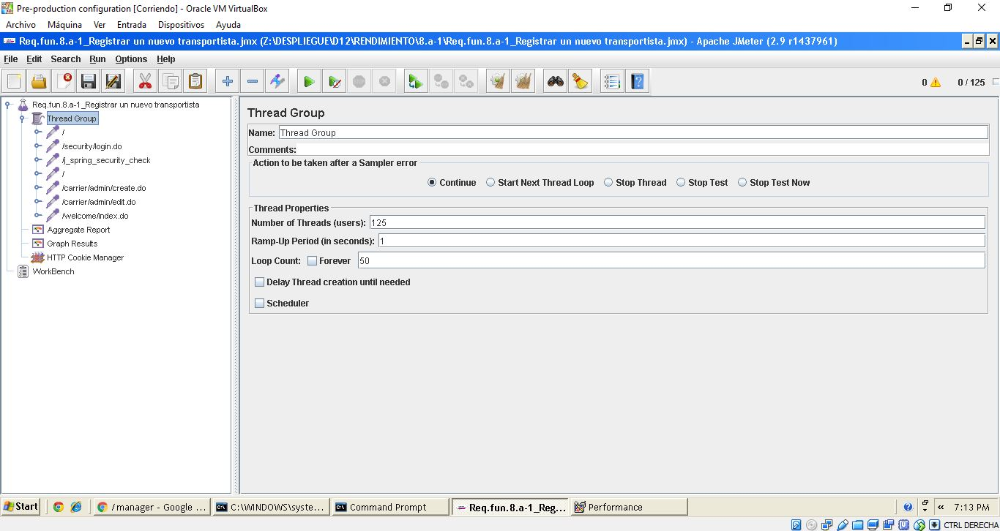 Pre-production configuration [Corriendo] - Oracle VM VirtualBox
Archivo Máquina Ver Entrada Dispositivos Ayuda
Req.fun.8.a-1_Registrar un nuevo transportista.jmx (Z:\DESPLIEGUE\D12\RENDIMIENTO\8.a-1\Req.fun.8.a-1_Registrar un nuevo transportista.jmx) - Apache JMeter (2.9 r1437961)
File Edit Search Run Options Help
0 0 / 125
Req.fun.8.a-1_Registrar un nuevo transportista
Thread Group
/
/security/login.do
/j_spring_security_check
/
/carrier/admin/create.do
/carrier/admin/edit.do
/welcome/index.do
Aggregate Report
Graph Results
HTTP Cookie Manager
WorkBench
Thread Group
Name: Thread Group
Comments:
Action to be taken after a Sampler error
Continue Start Next Thread Loop Stop Thread Stop Test Stop Test Now
Thread Properties
Number of Threads (users): 125
Ramp-Up Period (in seconds): 1
Loop Count: Forever 50
Delay Thread creation until needed
Scheduler
Start /manager - Google ... C:\WINDOWS\syste... Command Prompt Req.fun.8.a-1_Reg... Performance « 7:13 PM
CTRL DERECHA